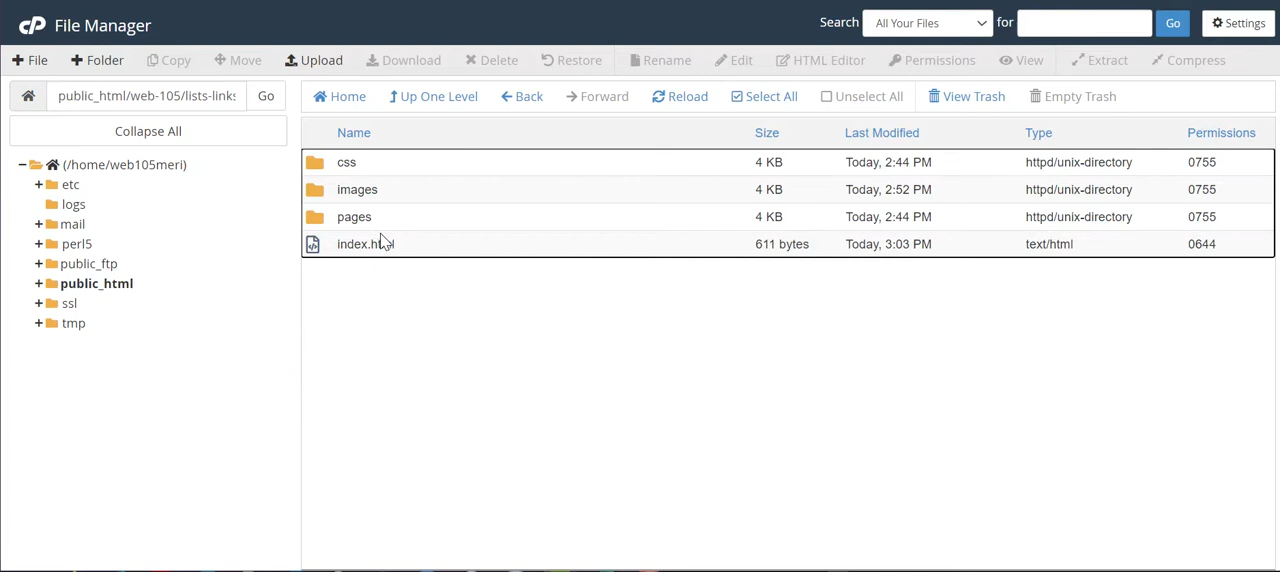 cP File Manager Search All Your Files for Go Settings
File Folder Copy Move Upload Download Delete Restore Rename Edit HTML Editor Permissions View Extract Compress
public_html/web-105/lists-links Go Home Up One Level Back Forward Reload Select All Unselect All View Trash Empty Trash
Collapse All
Name Size Last Modified Type Permissions
css 4 KB Today, 2:44 PM httpd/unix-directory 0755
images 4 KB Today, 2:52 PM httpd/unix-directory 0755
pages 4 KB Today, 2:44 PM httpd/unix-directory 0755
index.html 611 bytes Today, 3:03 PM text/html 0644
(/home/web105meri)
etc
logs
mail
perl5
public_ftp
public_html
ssl
tmp